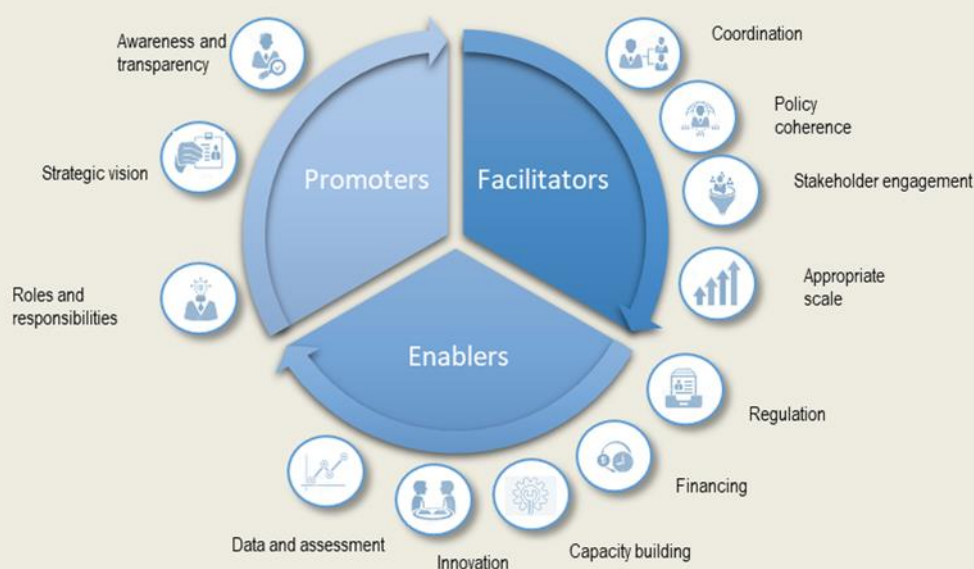 Awareness and
transparency
Strategic vision
Roles and
responsibilities
Promoters
Facilitators
Enablers
Coordination
Policy
coherence
Stakeholder engagement
Appropriate
scale
Regulation
Financing
Capacity building
Innovation
Data and assessment